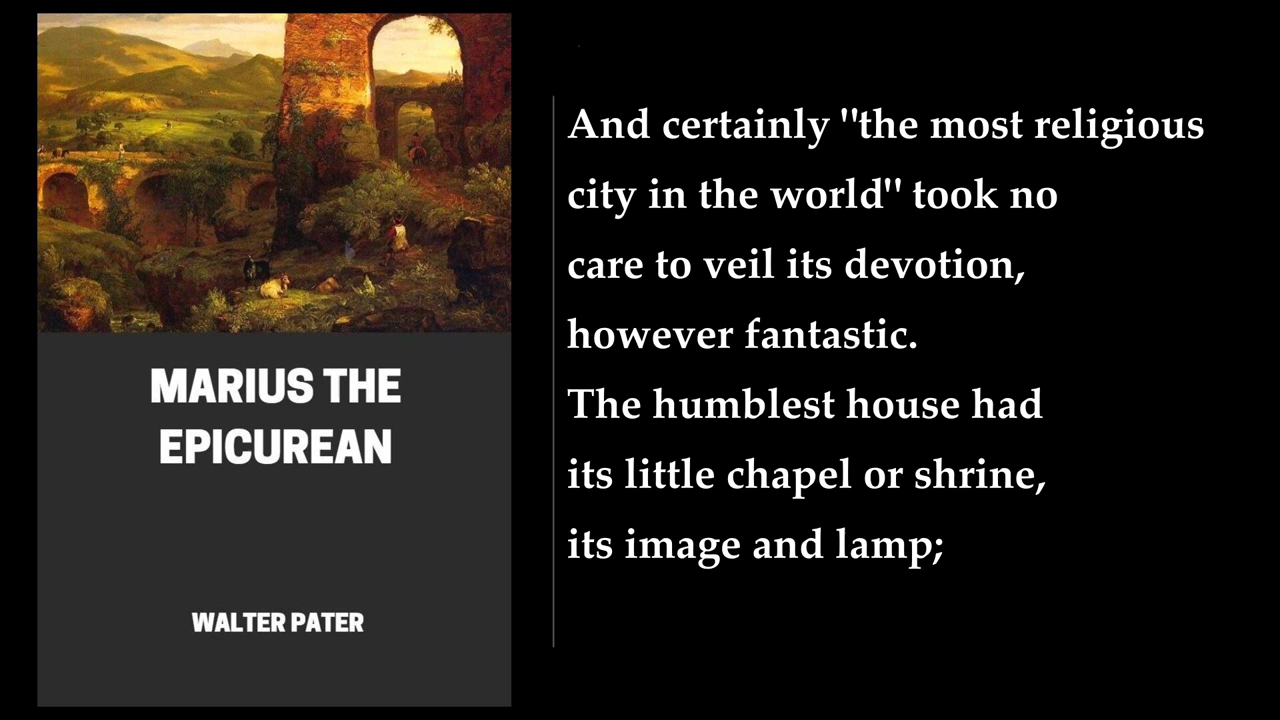 MARIUS THE
EPICUREAN
WALTER PATER
And certainly "the most religious
city in the world" took no
care to veil its devotion,
however fantastic.
The humblest house had
its little chapel or shrine,
its image and lamp;